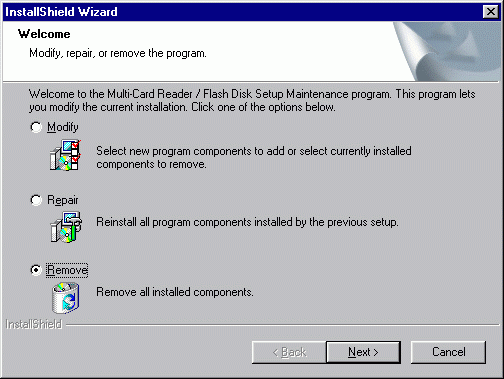 InstallShield Wizard
Welcome
Modify, repair, or remove the program.
Welcome to the Multi-Card Reader / Flash Disk Setup Maintenance program. This program lets
you modify the current installation. Click one of the options below.
Modify
Select new program components to add or select currently installed
components to remove.
Repair
Reinstall all program components installed by the previous setup.
Remove
Remove all installed components.
InstallShield
< Back
Next >
Cancel